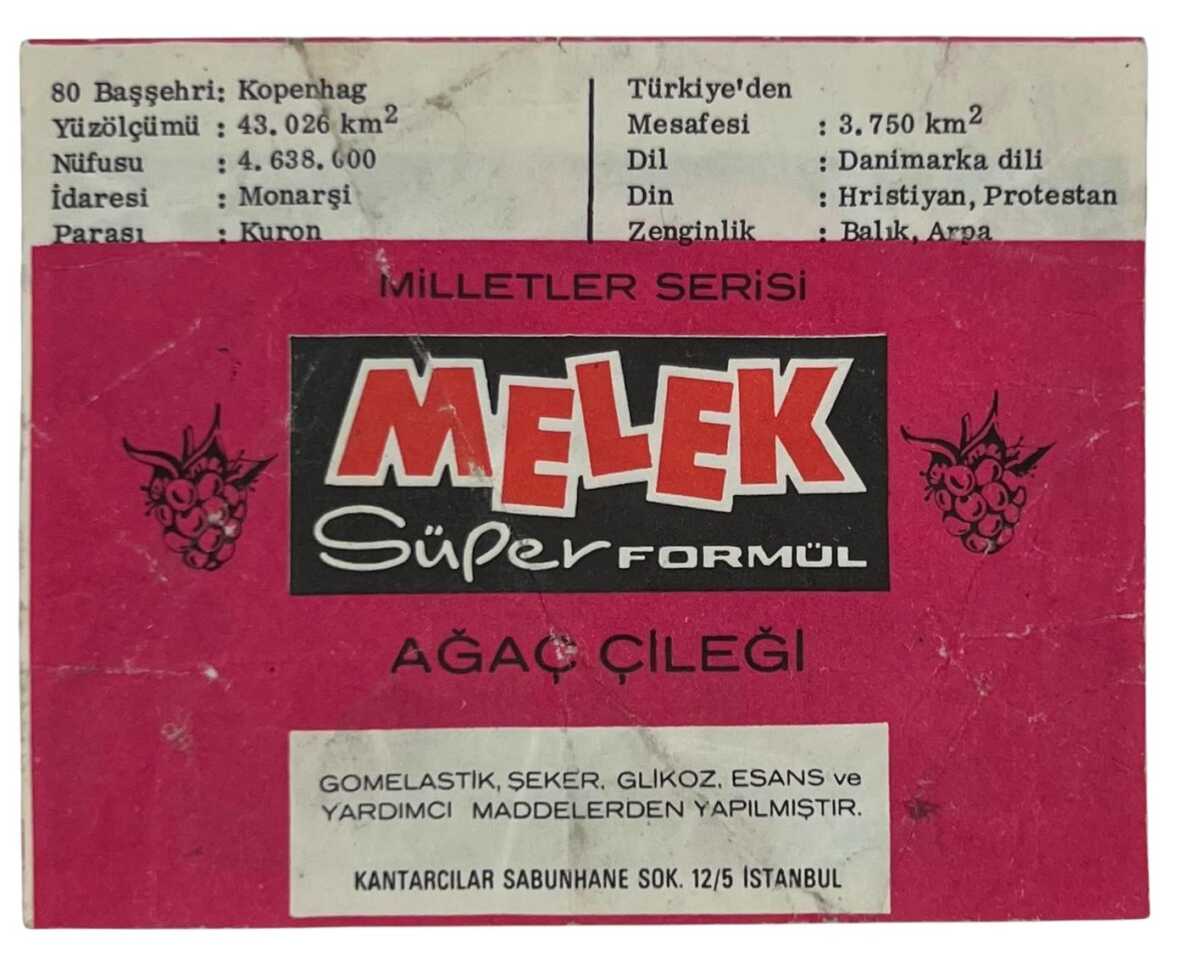 80 Başşehri: Kopenhag
Yüzölçümü : 43.026 km²
Nüfusu : 4.638.000
İdaresi : Monarşi
Parası : Kuron
Türkiye'den
Mesafesi : 3.750 km²
Dil : Danimarka dili
Din : Hristiyan, Protestan
Zenginlik : Balık, Arpa
MİLLETLER SERİSİ
MELEK
Süper FORMÜL
AĞAÇ ÇİLEĞİ
GOMELASTİK, ŞEKER, GLİKOZ, ESANS ve
YARDIMCI MADDELERDEN YAPILMIŞTIR.
KANTARCILAR SABUNHANE SOK. 12/5 İSTANBUL